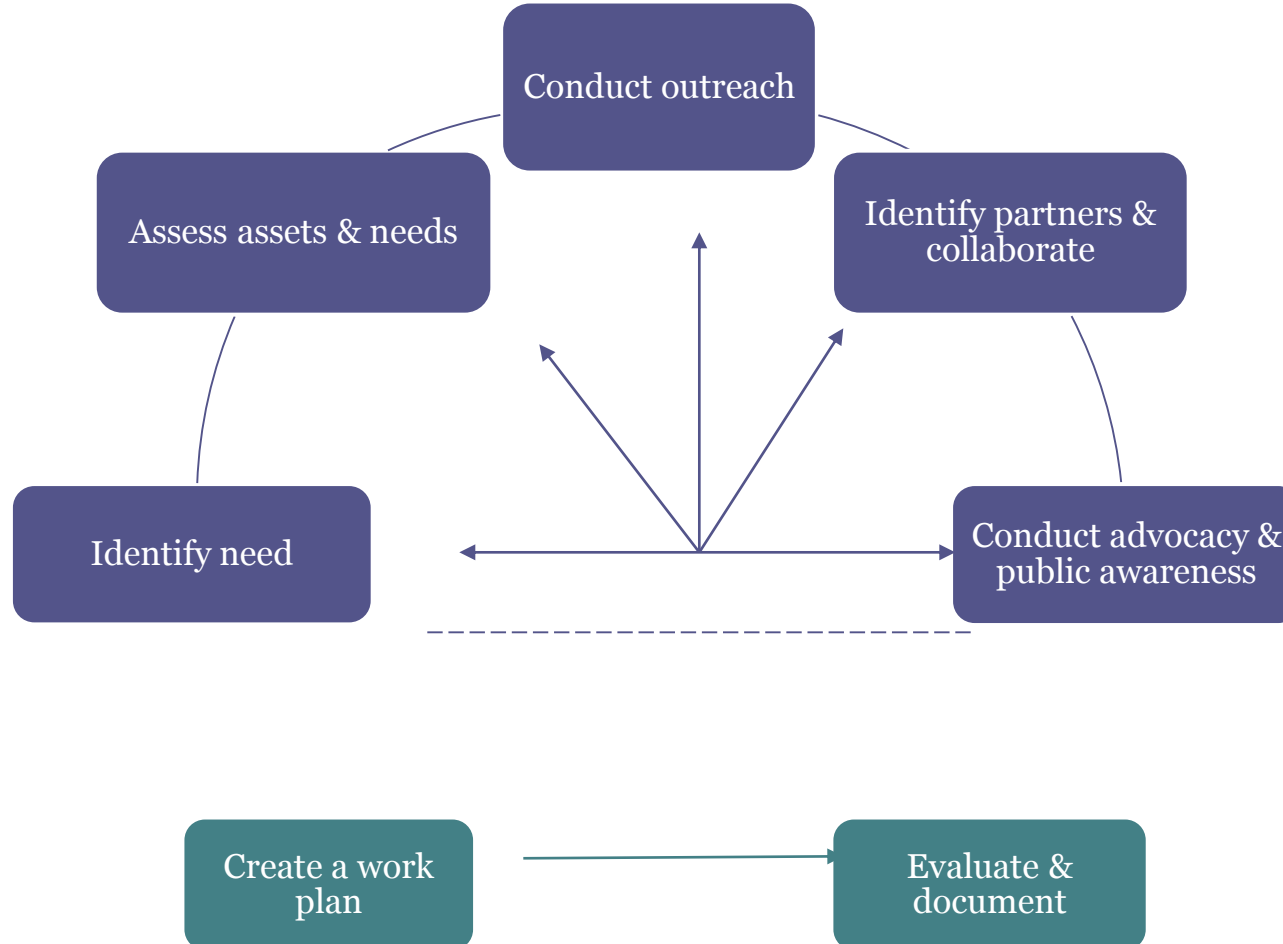 Conduct outreach
Assess assets & needs
Identify partners &
collaborate
Identify need
Conduct advocacy &
public awareness
Create a work
plan
Evaluate &
document